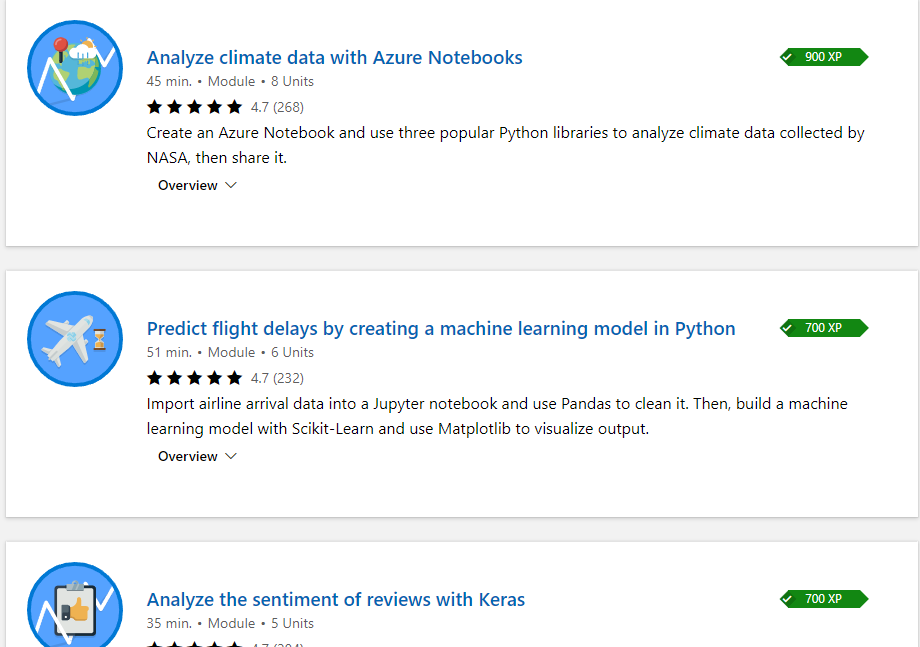 Analyze climate data with Azure Notebooks
900 XP
45 min. • Module • 8 Units
4.7 (268)
Create an Azure Notebook and use three popular Python libraries to analyze climate data collected by
NASA, then share it.
Overview
Predict flight delays by creating a machine learning model in Python
700 XP
51 min. • Module • 6 Units
4.7 (232)
Import airline arrival data into a Jupyter notebook and use Pandas to clean it. Then, build a machine
learning model with Scikit-Learn and use Matplotlib to visualize output.
Overview
Analyze the sentiment of reviews with Keras
700 XP
35 min. • Module • 5 Units